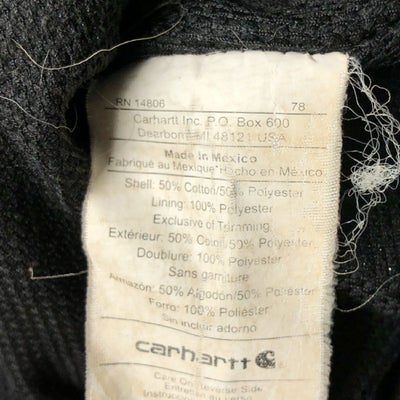 RN 14806 78
Carhartt Inc. P.O. Box 600
Dearborn MI 48121 USA
Made in Mexico
Fabriqué au Mexique Hecho en México
Shell: 50% Cotton/50% Polyester
Lining: 100% Polyester
Exclusive of Trimming
Extérieur: 50% Coton/50% Polyester
Doublure: 100% Polyester
Sans garniture
Armazón: 50% Algodón/50% Poliéster
Forro: 100% Poliéster
Sin incluir adorno
carhartt
Care On Reverse Side
Entretien au verso